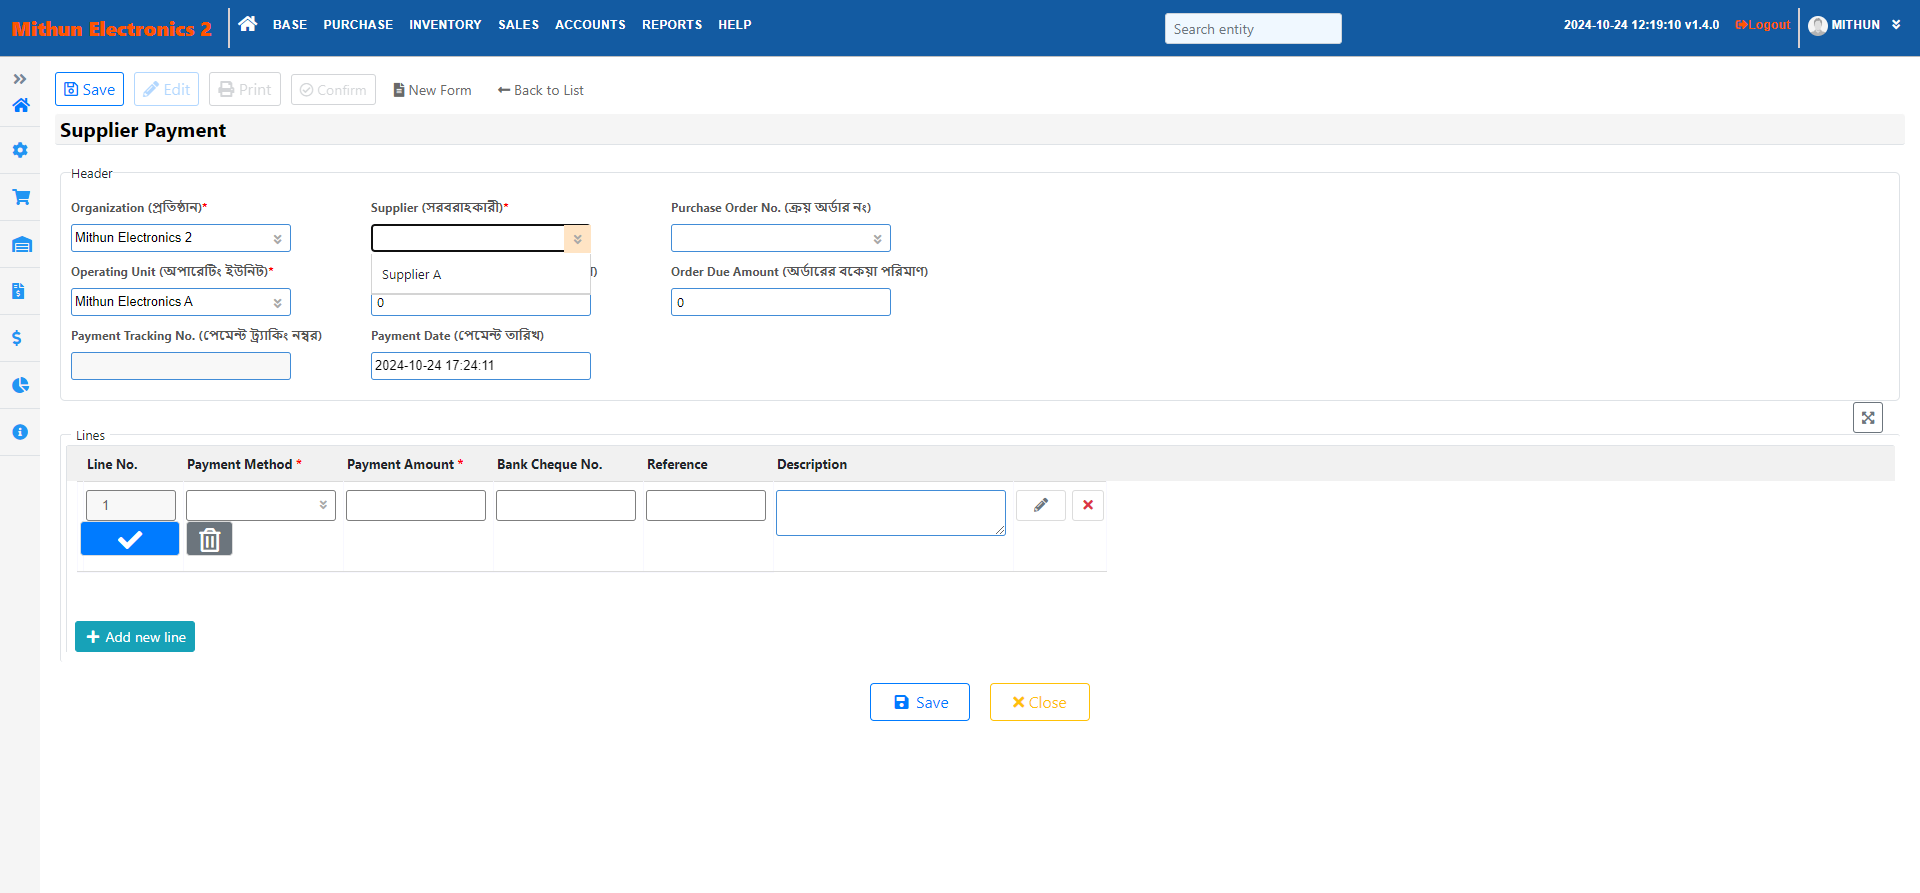 Mithun Electronics 2
BASE PURCHASE INVENTORY SALES ACCOUNTS REPORTS HELP
Search entity
2024-10-24 12:19:10 v1.4.0 Logout MITHUN
Save Edit Print Confirm New Form Back to List
Supplier Payment
Header
Organization (প্রতিষ্ঠান)* Supplier (সরবরাহকারী)* Purchase Order No. (ক্রয় অর্ডার নং)
Mithun Electronics 2
Operating Unit (অপারেটিং ইউনিট)* Supplier A Order Due Amount (অর্ডারের বকেয়া পরিমাণ)
Mithun Electronics A 0 0
Payment Tracking No. (পেমেন্ট ট্র্যাকিং নম্বর) Payment Date (পেমেন্ট তারিখ)
2024-10-24 17:24:11
Lines
Line No. Payment Method * Payment Amount * Bank Cheque No. Reference Description
1
Add new line
Save Close